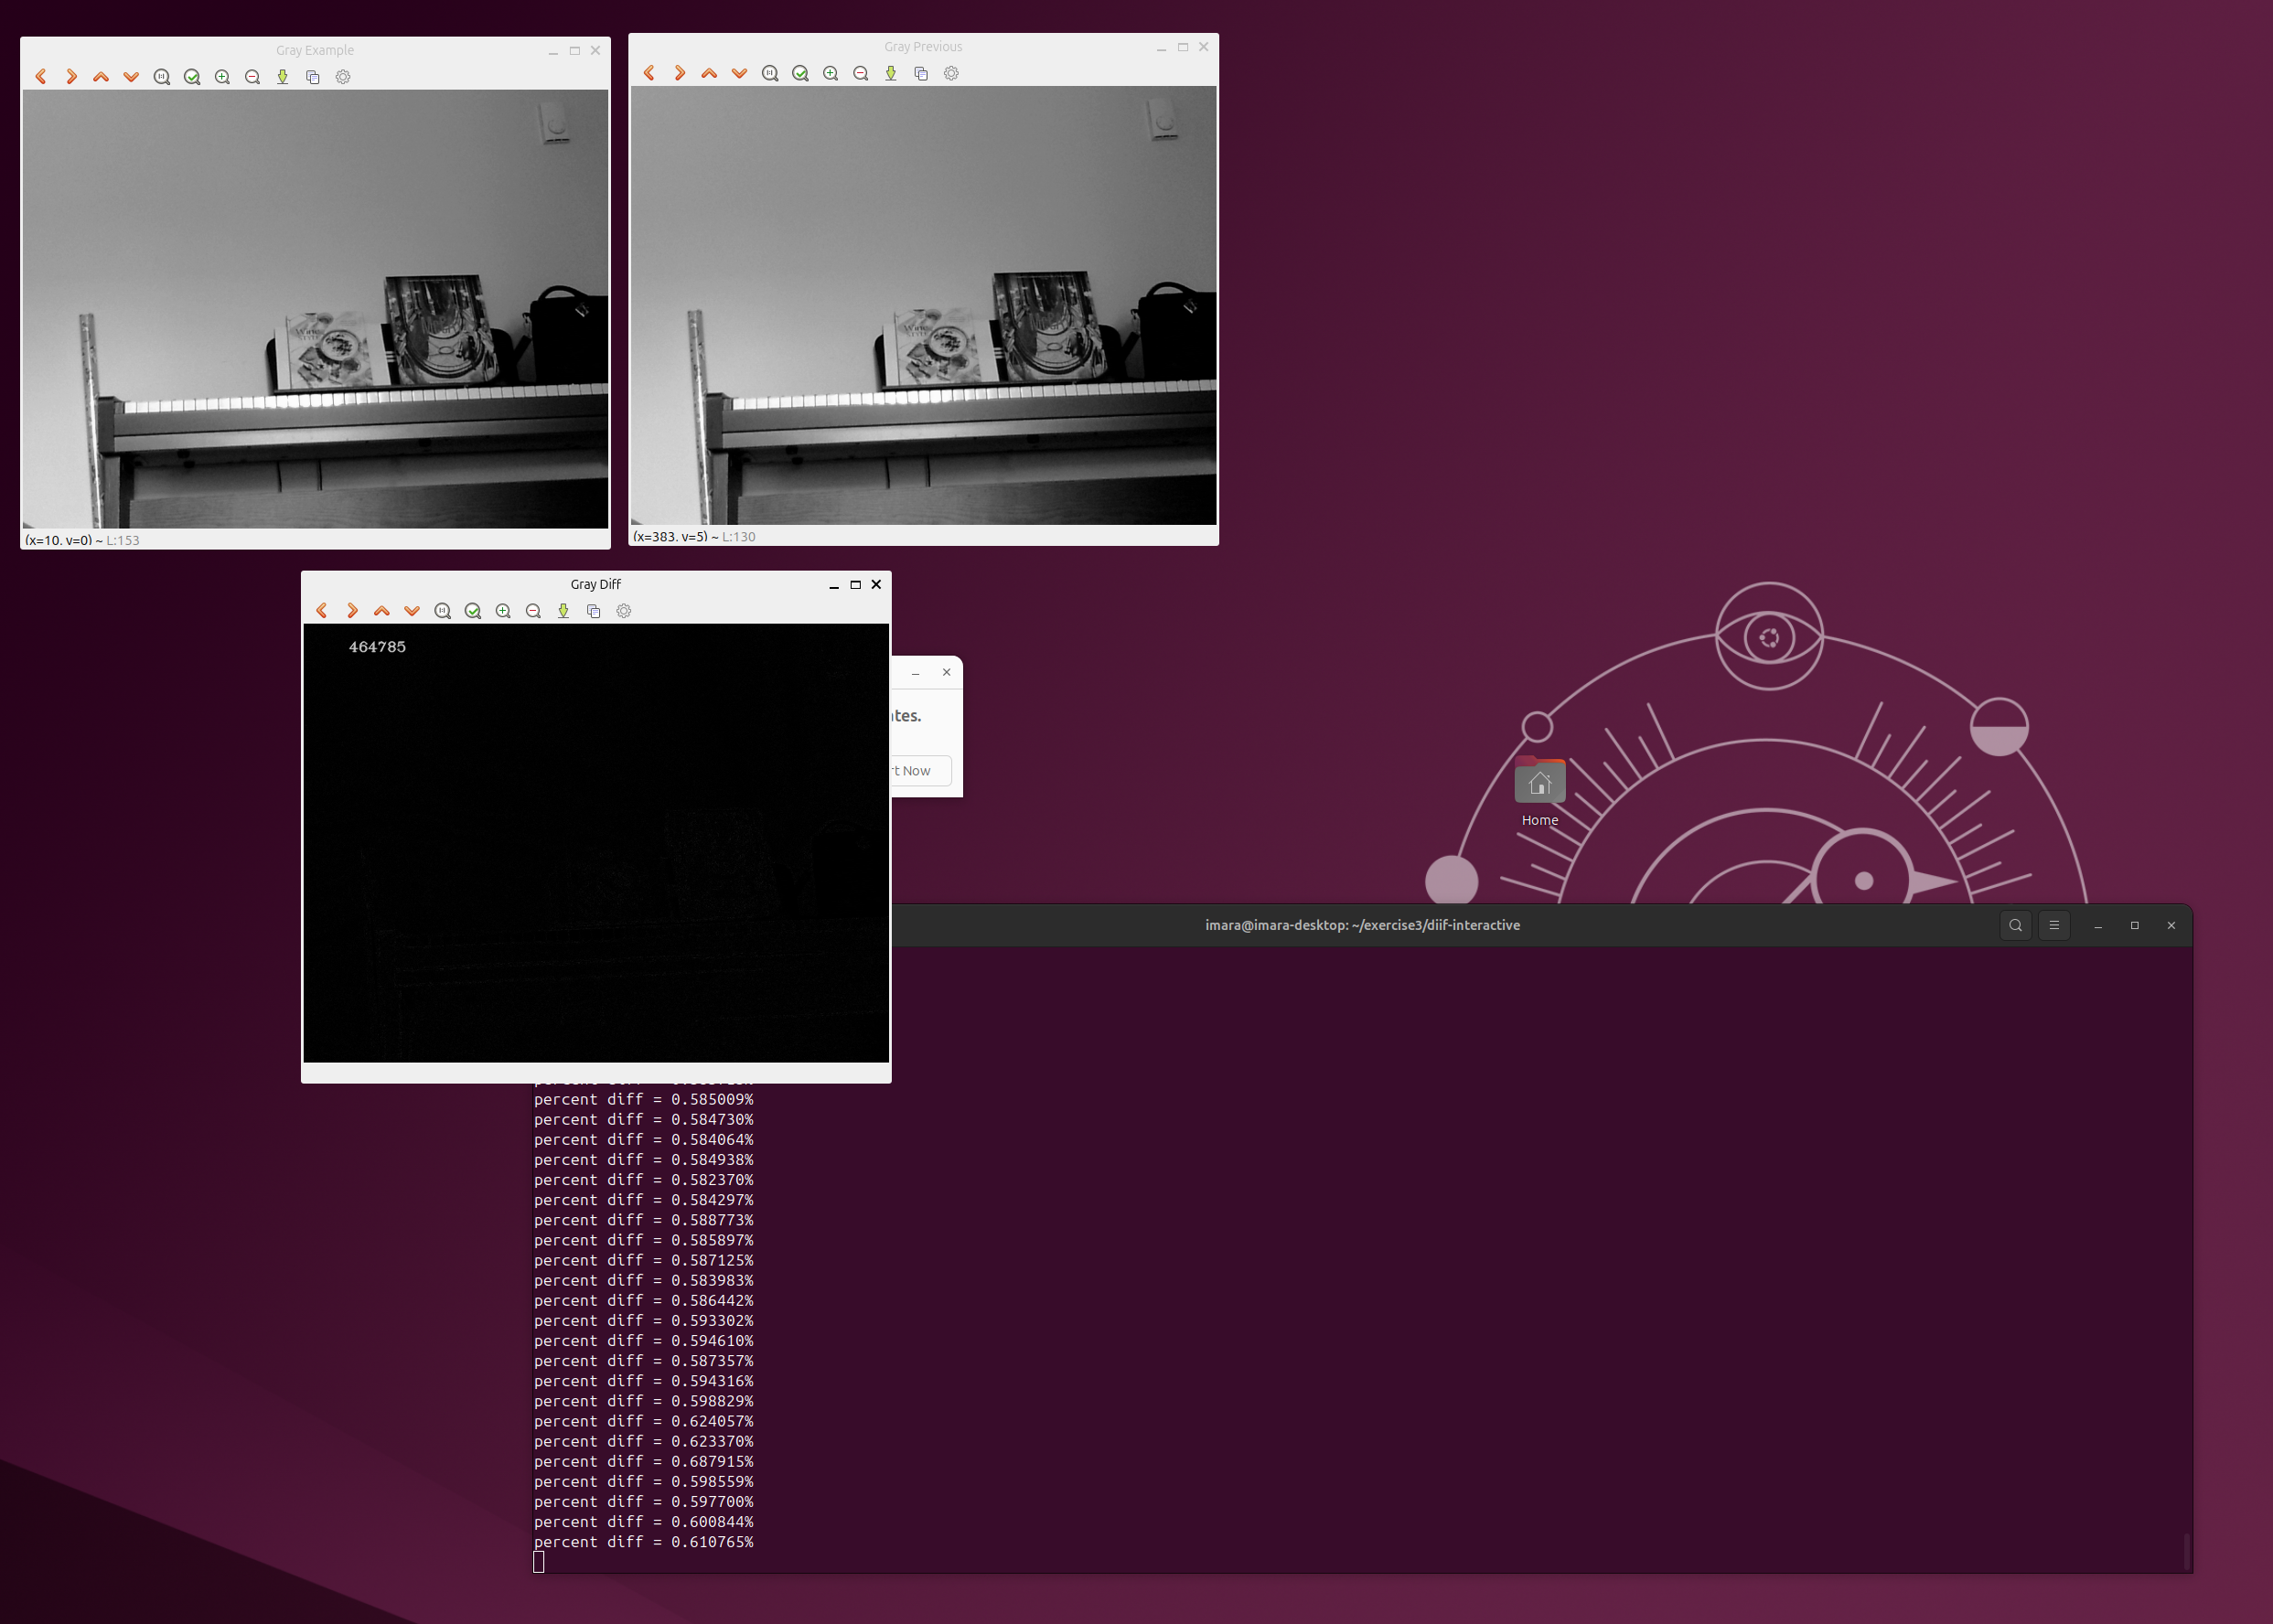 Gray Example
Gray Previous
(x=10, y=0) ~ L:153
(x=383, y=5) ~ L:130
Gray Diff
464785
ates.
rt Now
Home
imara@imara-desktop: ~/exercise3/diif-interactive
percent diff = 0.585009%
percent diff = 0.584730%
percent diff = 0.584064%
percent diff = 0.584938%
percent diff = 0.582370%
percent diff = 0.584297%
percent diff = 0.588773%
percent diff = 0.585897%
percent diff = 0.587125%
percent diff = 0.583983%
percent diff = 0.586442%
percent diff = 0.593302%
percent diff = 0.594610%
percent diff = 0.587357%
percent diff = 0.594316%
percent diff = 0.598829%
percent diff = 0.624057%
percent diff = 0.623370%
percent diff = 0.687915%
percent diff = 0.598559%
percent diff = 0.597700%
percent diff = 0.600844%
percent diff = 0.610765%